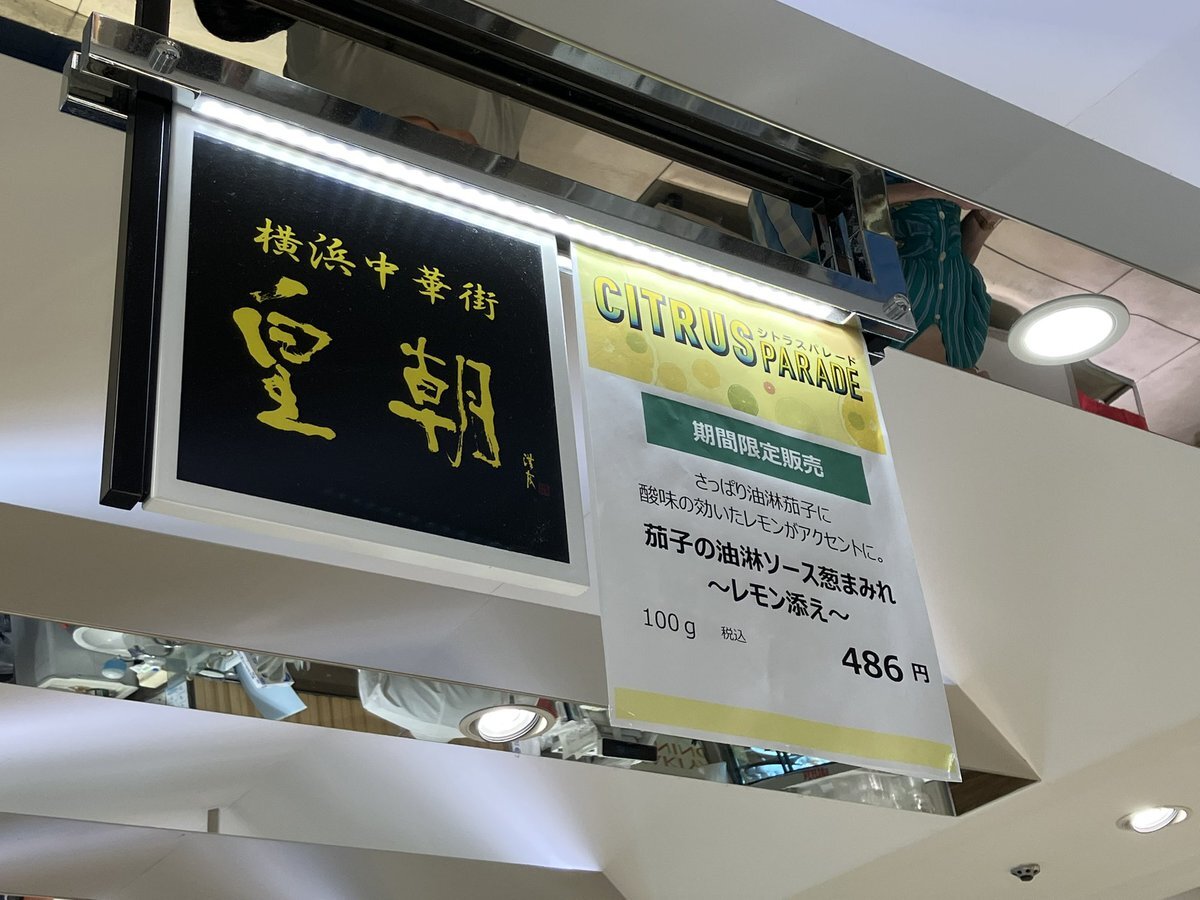 横浜中華街
皇朝
CITRUS
シトラスパレード
PARADE
期間限定販売
さっぱり油淋茄子に
酸味の効いたレモンがアクセントに。
茄子の油淋ソース葱まみれ
～レモン添え～
100g 税込
486円